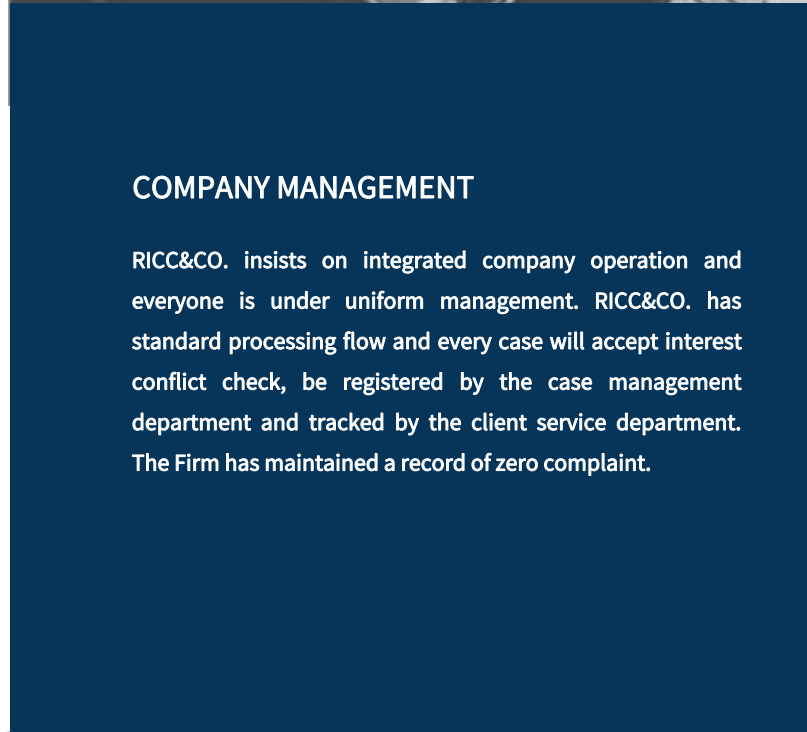 COMPANY MANAGEMENT
RICC&CO. insists on integrated company operation and
everyone is under uniform management. RICC&CO. has
standard processing flow and every case will accept interest
conflict check, be registered by the case management
department and tracked by the client service department.
The Firm has maintained a record of zero complaint.